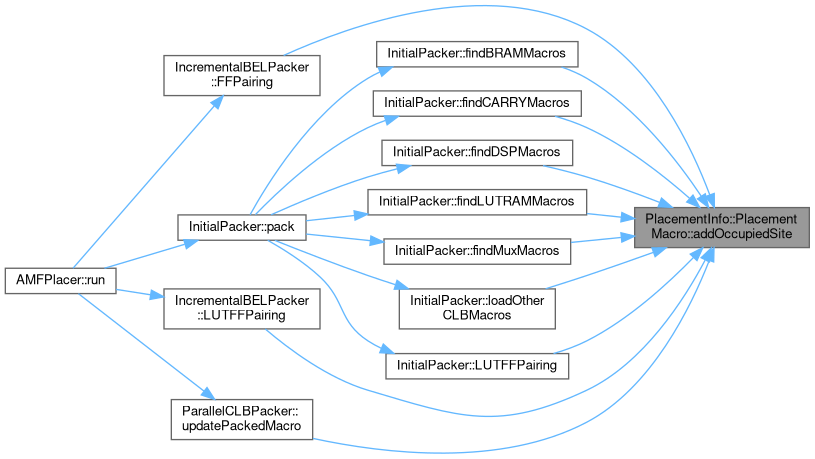 IncrementalBELPacker
::FFPairing
InitialPacker::findBRAMMacros
InitialPacker::findCARRYMacros
InitialPacker::findDSPMacros
InitialPacker::findLUTRAMMacros
InitialPacker::pack
PlacementInfo::Placement
Macro::addOccupiedSite
InitialPacker::findMuxMacros
AMFPlacer::run
IncrementalBELPacker
::LUTFFPairing
InitialPacker::loadOther
CLBMacros
InitialPacker::LUTFFPairing
ParallelCLBPacker::
updatePackedMacro